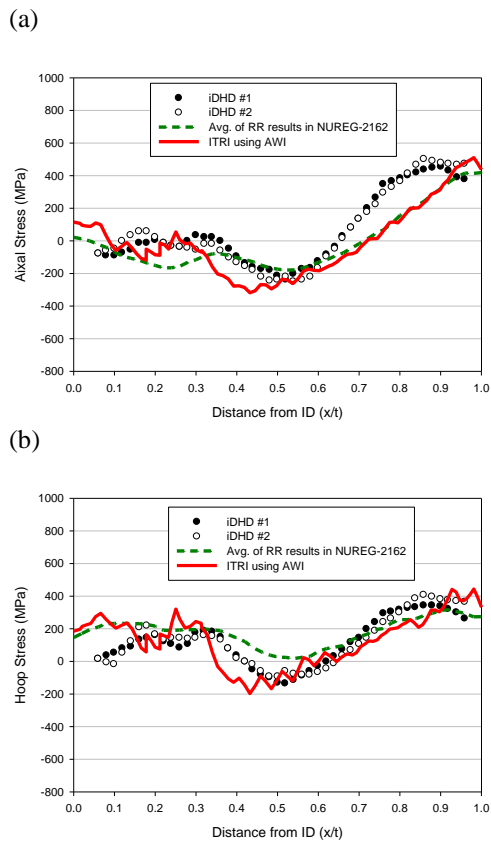 (a)
1000
800
600
400
200
0
-200
-400
-600
-800
Aixal Stress (MPa)
iDHD #1
iDHD #2
Avg. of RR results in NUREG-2162
ITRI using AWI
0.0 0.1 0.2 0.3 0.4 0.5 0.6 0.7 0.8 0.9 1.0
Distance from ID (x/t)
(b)
1000
800
600
400
200
0
-200
-400
-600
-800
Hoop Stress (MPa)
iDHD #1
iDHD #2
Avg. of RR results in NUREG-2162
ITRI using AWI
0.0 0.1 0.2 0.3 0.4 0.5 0.6 0.7 0.8 0.9 1.0
Distance from ID (x/t)